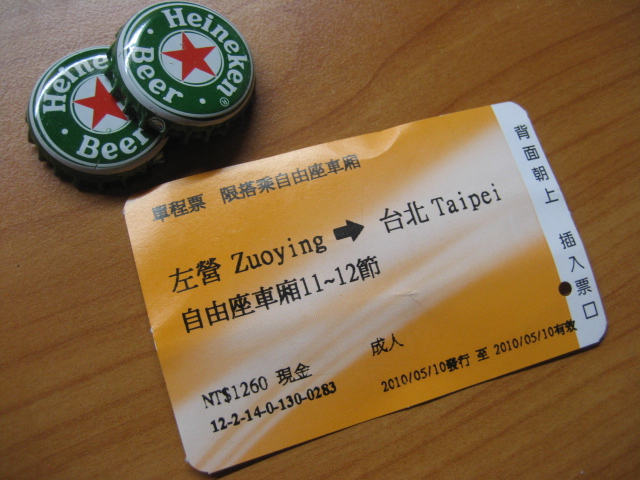 Heineken
Beer
Heine
Beer
單程票 限搭乘自由座車廂
左營 Zuoying → 台北 Taipei
自由座車廂11~12節
成人
NT$1260 現金
2010/05/10發行 至 2010/05/10有效
12-2-14-0-130-0283
背面朝上 插入票口